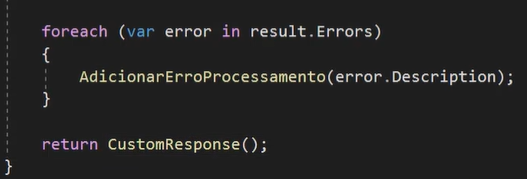 foreach (var error in result.Errors)
{
AdicionarErroProcessamento(error.Description);
}
return CustomResponse();
}